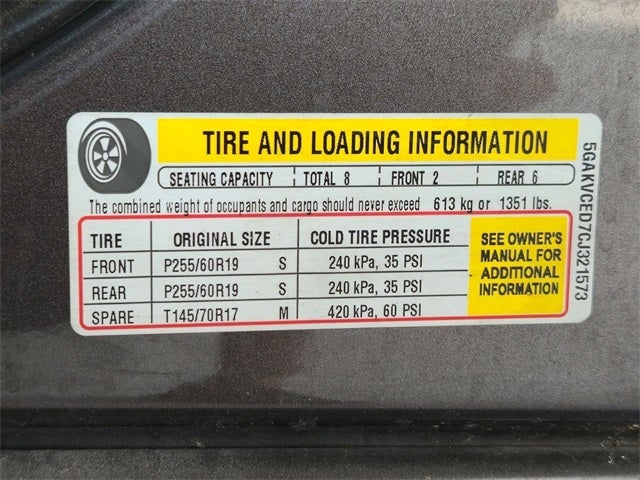 TIRE AND LOADING INFORMATION
SEATING CAPACITY TOTAL 8 FRONT 2 REAR 6
The combined weight of occupants and cargo should never exceed 613 kg or 1351 lbs.
TIRE ORIGINAL SIZE COLD TIRE PRESSURE
FRONT P255/60R19 S 240 kPa, 35 PSI
REAR P255/60R19 S 240 kPa, 35 PSI
SPARE T145/70R17 M 420 kPa, 60 PSI
SEE OWNER'S
MANUAL FOR
ADDITIONAL
INFORMATION
5GAKVCED7CJ321573